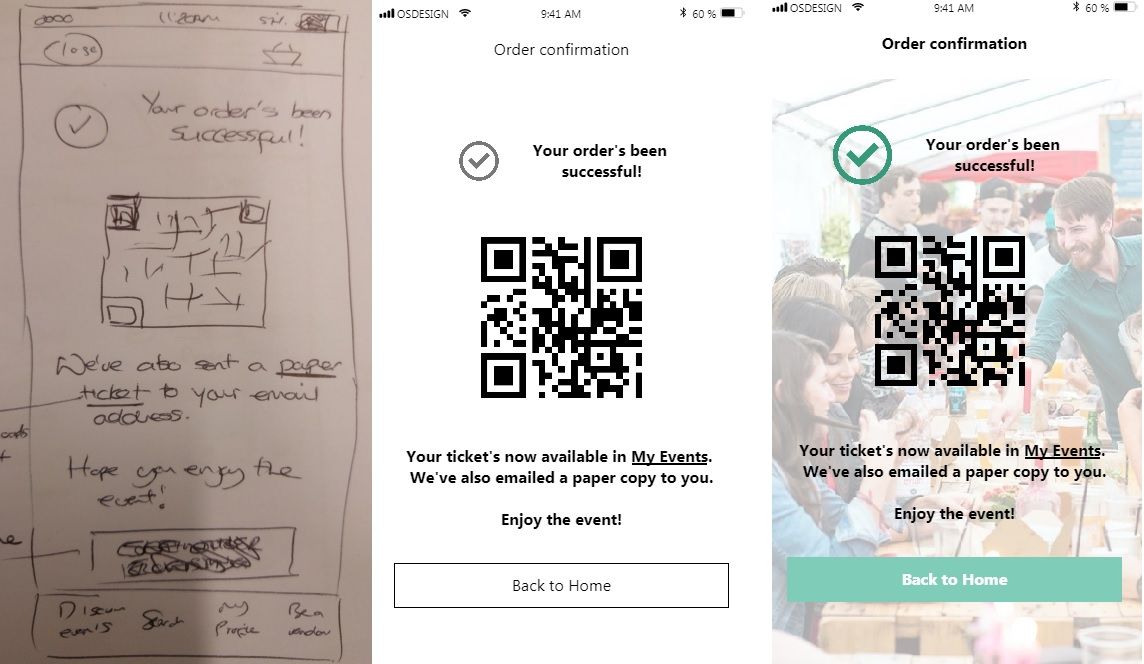 11:20AM
Close
Your order's been
successful!
We've also sent a paper
ticket to your email
address.
Hope you enjoy the
event!
Discover
events
Search
My
Profile
Be a
vendor
OSDESIGN
9:41 AM
60 %
Order confirmation
Your order's been
successful!
Your ticket's now available in My Events.
We've also emailed a paper copy to you.
Enjoy the event!
Back to Home
OSDESIGN
9:41 AM
60 %
Order confirmation
Your order's been
successful!
Your ticket's now available in My Events.
We've also emailed a paper copy to you.
Enjoy the event!
Back to Home